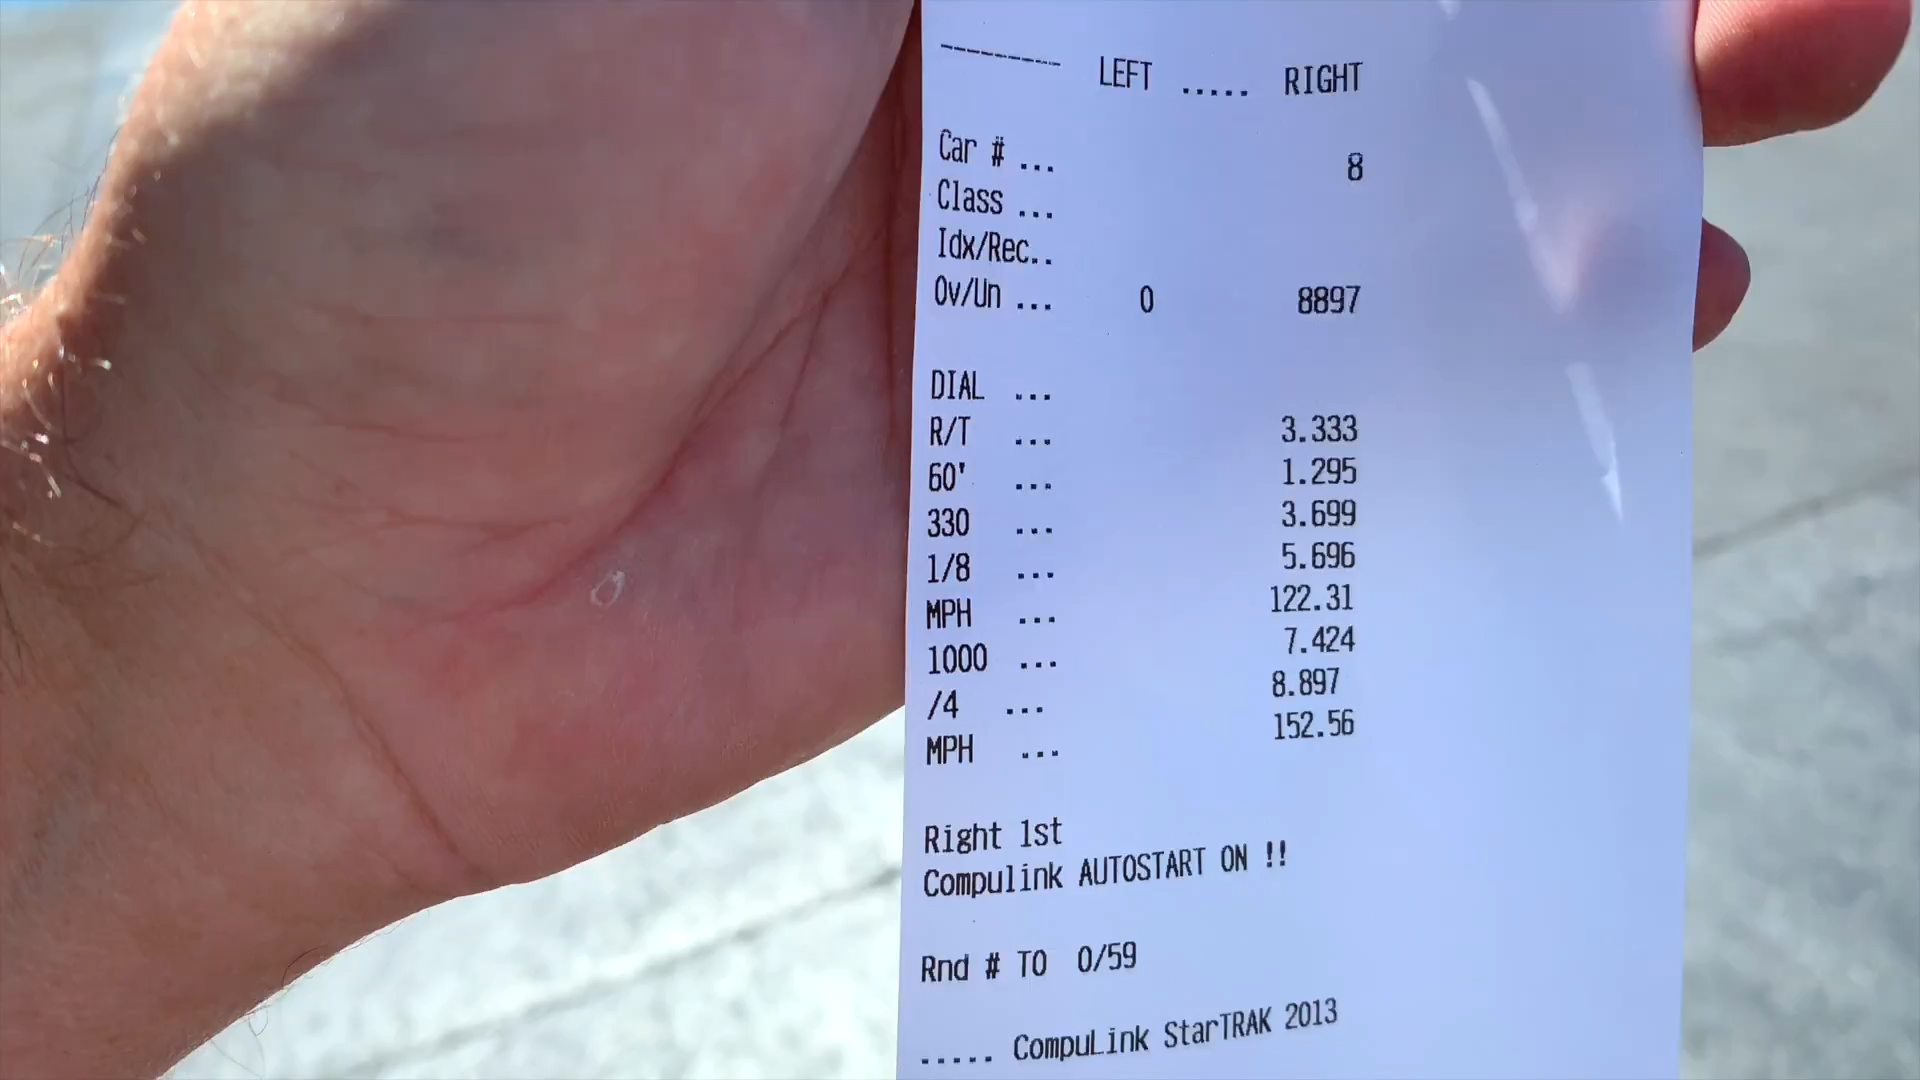 --------- LEFT ..... RIGHT
Car # ... 8
Class ...
Idx/Rec..
Ov/Un ... 0 8897
DIAL ...
R/T ... 3.333
60' ... 1.295
330 ... 3.699
1/8 ... 5.696
MPH ... 122.31
1000 ... 7.424
/4 ... 8.897
MPH ... 152.56
Right 1st
Compulink AUTOSTART ON !!
Rnd # TO 0/59
..... CompuLink StarTRAK 2013